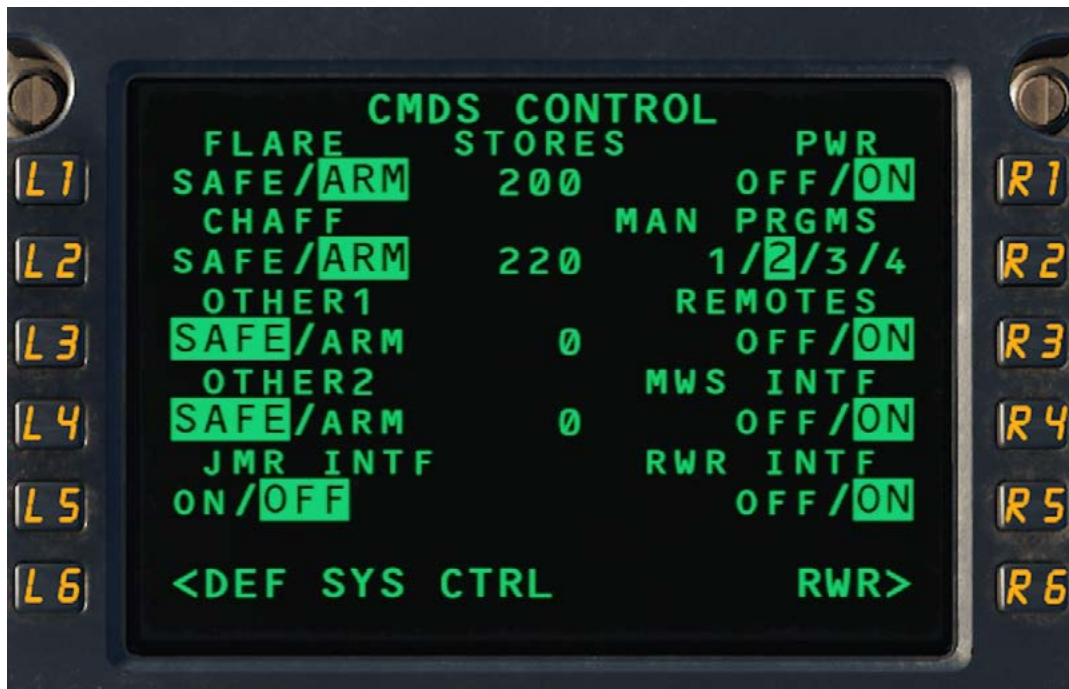 CMDS CONTROL
FLARE STORES PWR
L1 SAFE/ARM 200 OFF/ON R1
CHAFF MAN PRGMS
L2 SAFE/ARM 220 1/2/3/4 R2
OTHER1 REMOTES
L3 SAFE/ARM 0 OFF/ON R3
OTHER2 MWS INTF
L4 SAFE/ARM 0 OFF/ON R4
JMR INTF RWR INTF
L5 ON/OFF OFF/ON R5
L6 <DEF SYS CTRL RWR> R6